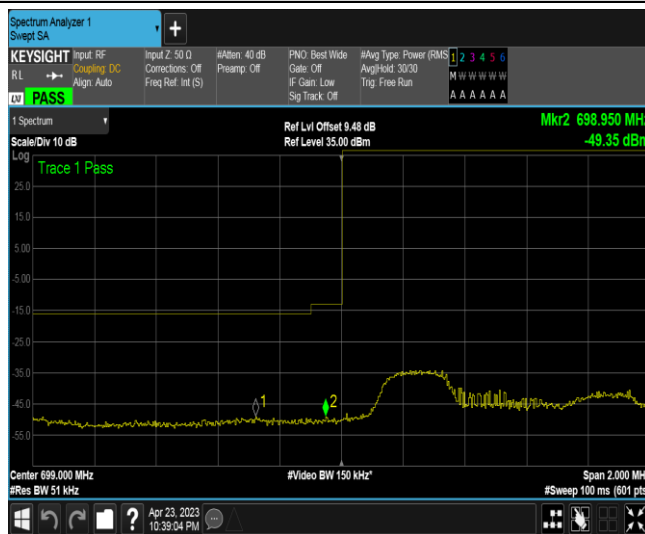 Spectrum Analyzer 1
Swept SA
+
KEYSIGHT
Input: RF
Coupling: DC
Align: Auto
Input Z: 50 Ω
Corrections: Off
Freq Ref: Int (S)
#Atten: 40 dB
Preamp: Off
PNO: Best Wide
Gate: Off
IF Gain: Low
Sig Track: Off
#Avg Type: Power (RMS
Avg|Hold: 30/30
Trig: Free Run
1 2 3 4 5 6
M W W W W W
A A A A A A
R L
LXI PASS
1 Spectrum
Scale/Div 10 dB
Ref Lvl Offset 9.48 dB
Ref Level 35.00 dBm
Mkr2 698.950 MHz
-49.35 dBm
Log
Trace 1 Pass
25.0
15.0
5.00
-5.00
-15.0
-25.0
-35.0
-45.0
-55.0
1
2
Center 699.000 MHz
#Res BW 51 kHz
#Video BW 150 kHz*
Span 2.000 MH
#Sweep 100 ms (601 pts
?
Apr 23, 2023
10:39:04 PM